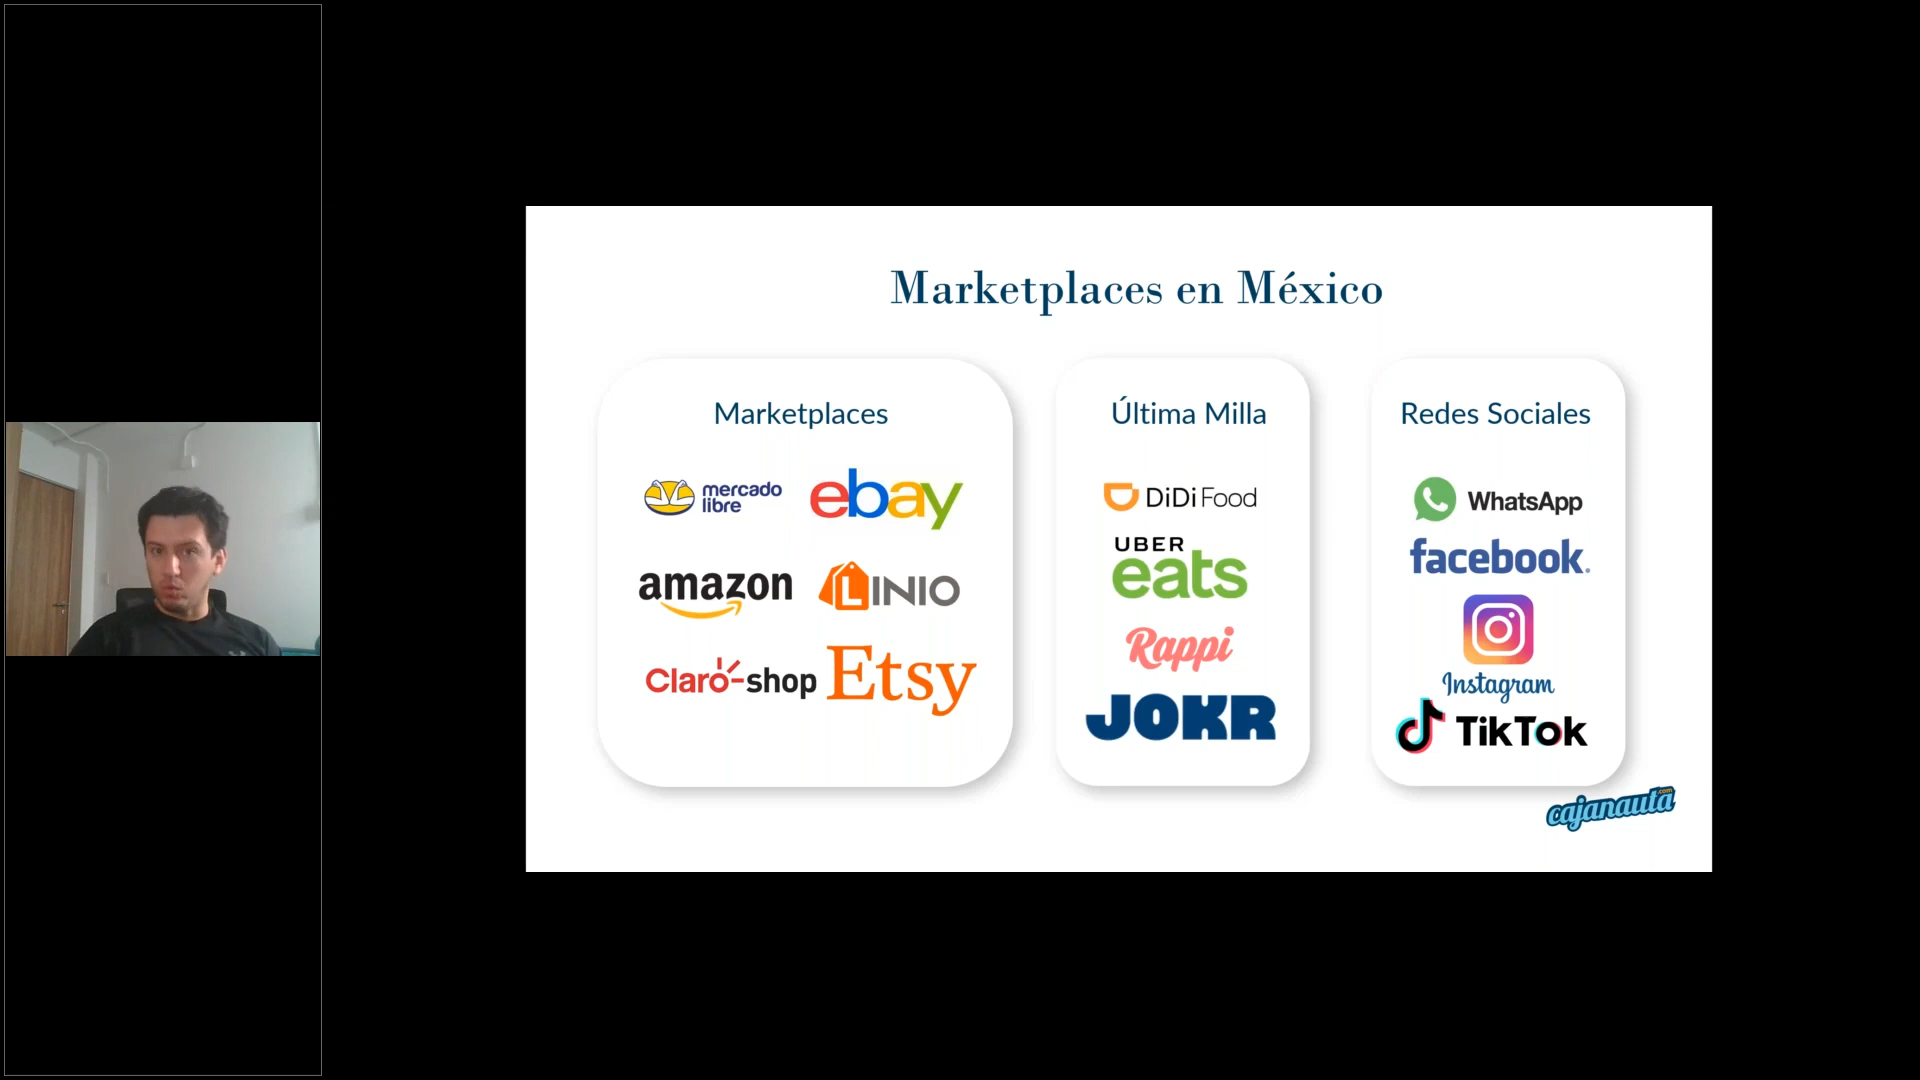 Marketplaces en México
Marketplaces
mercado
libre
ebay
amazon
LINIO
Claro-shop
Etsy
Última Milla
DiDi Food
UBER
eats
Rappi
JOKR
Redes Sociales
WhatsApp
facebook.
Instagram
TikTok
cajanauta.com